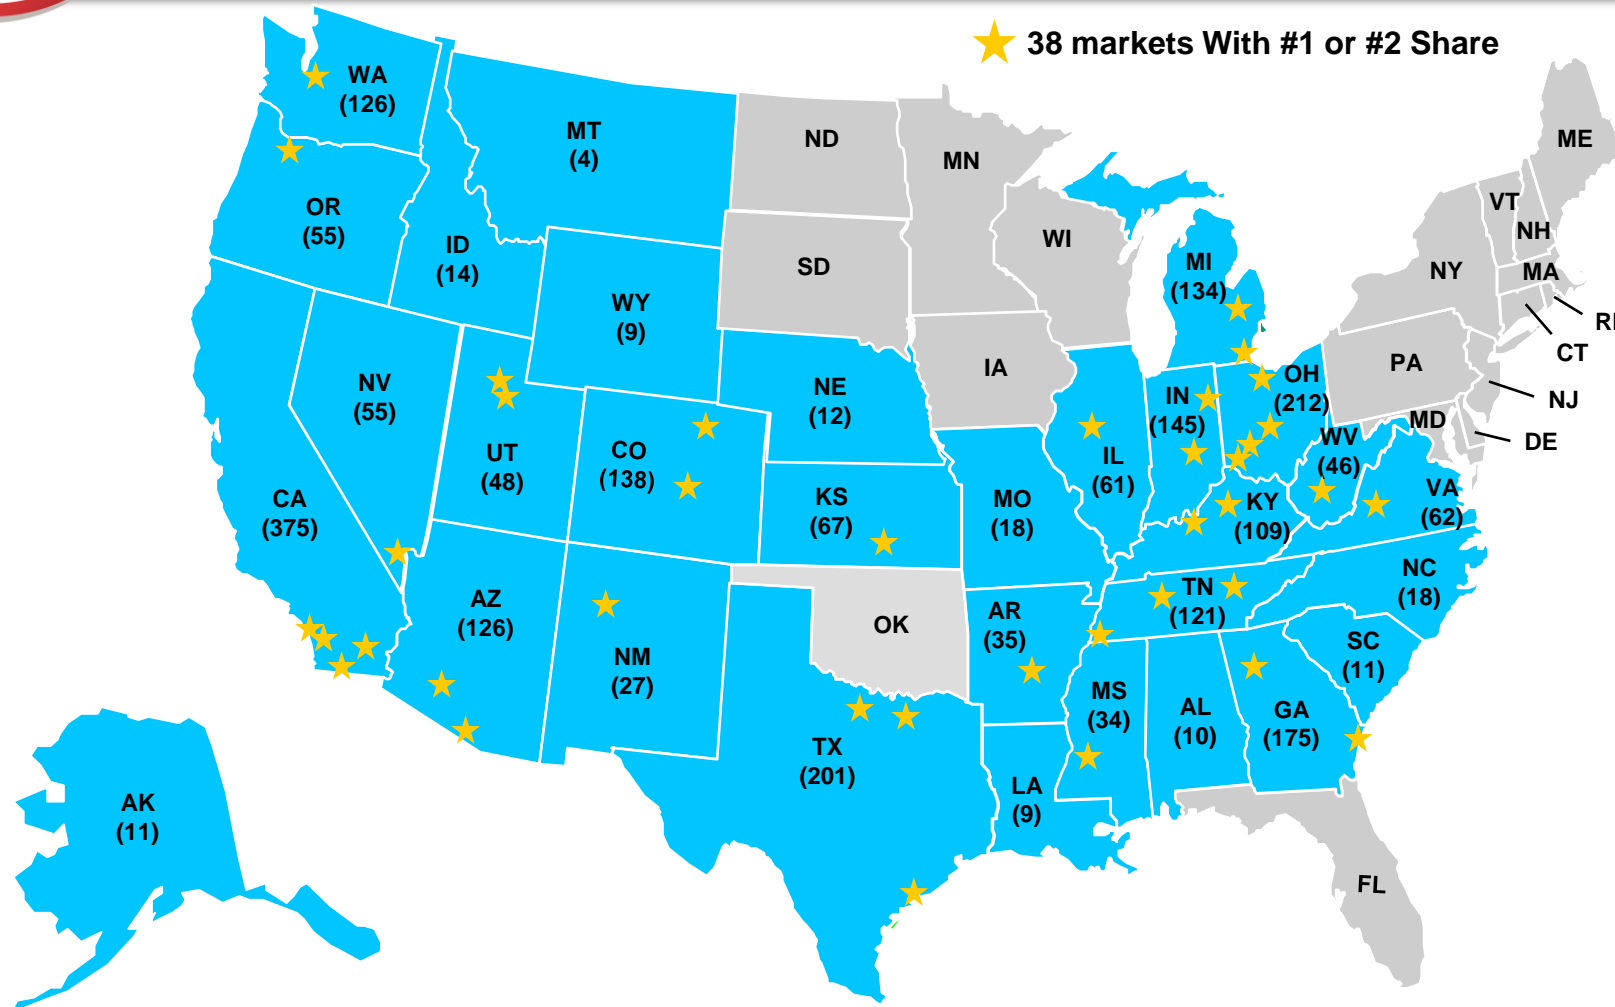 38 markets With #1 or #2 Share
WA
(126)
MT
(4)
ND
MN
ME
VT
NH
OR
(55)
ID
(14)
WI
SD
MI
(134)
NY
MA
RI
CT
WY
(9)
IA
PA
NJ
NV
(55)
NE
(12)
IN
(145)
OH
(212)
MD
DE
UT
(48)
CO
(138)
IL
(61)
WV
(46)
VA
(62)
CA
(375)
KS
(67)
MO
(18)
KY
(109)
AZ
(126)
OK
AR
(35)
TN
(121)
NC
(18)
NM
(27)
MS
(34)
AL
(10)
GA
(175)
SC
(11)
TX
(201)
LA
(9)
AK
(11)
FL